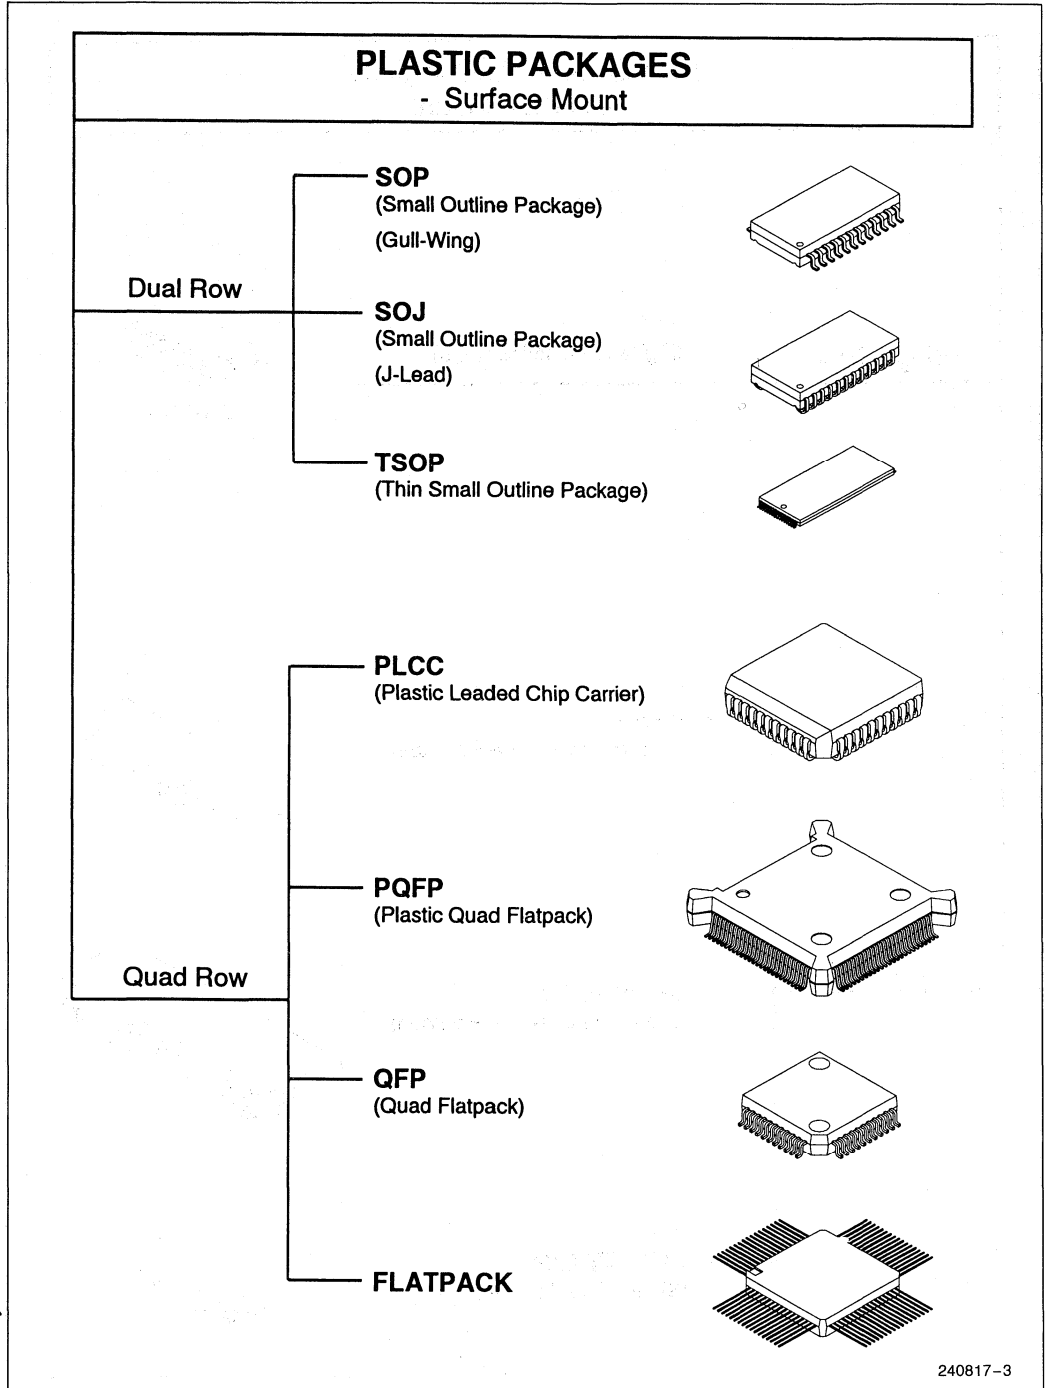 PLASTIC PACKAGES
- Surface Mount
SOP
(Small Outline Package)
(Gull-Wing)
Dual Row
SOJ
(Small Outline Package)
(J-Lead)
TSOP
(Thin Small Outline Package)
PLCC
(Plastic Leaded Chip Carrier)
PQFP
(Plastic Quad Flatpack)
Quad Row
QFP
(Quad Flatpack)
FLATPACK
240817-3